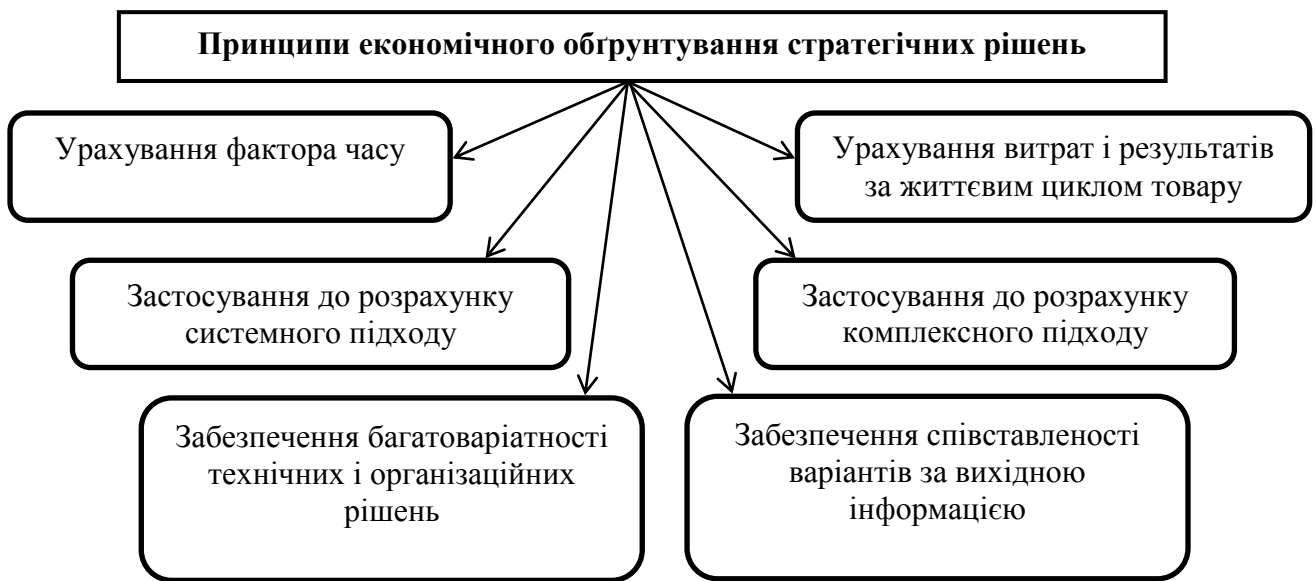 Принципи економічного обґрунтування стратегічних рішень
Урахування фактора часу
Урахування витрат і результатів
за життєвим циклом товару
Застосування до розрахунку
системного підходу
Застосування до розрахунку
комплексного підходу
Забезпечення багатоваріатності
технічних і організаційних
рішень
Забезпечення співставленості
варіантів за вихідною
інформацією